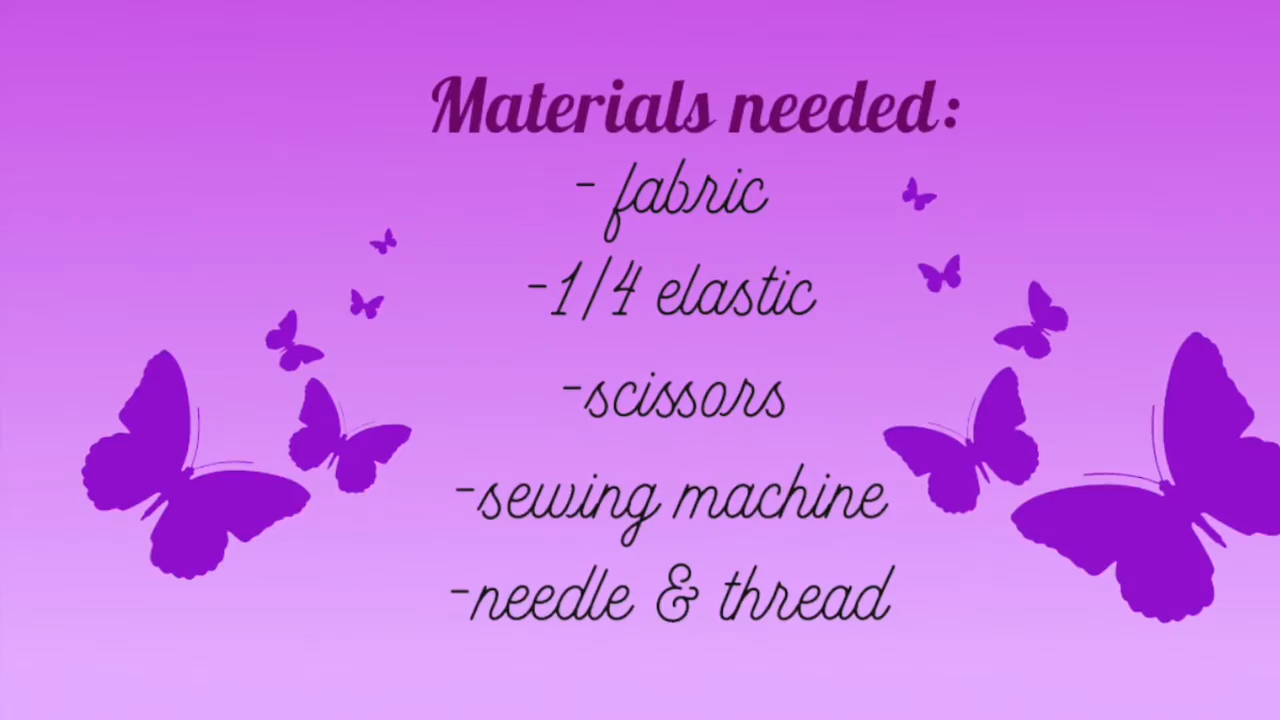 Materials needed:
- fabric
-1/4 elastic
-scissors
-sewing machine
-needle & thread